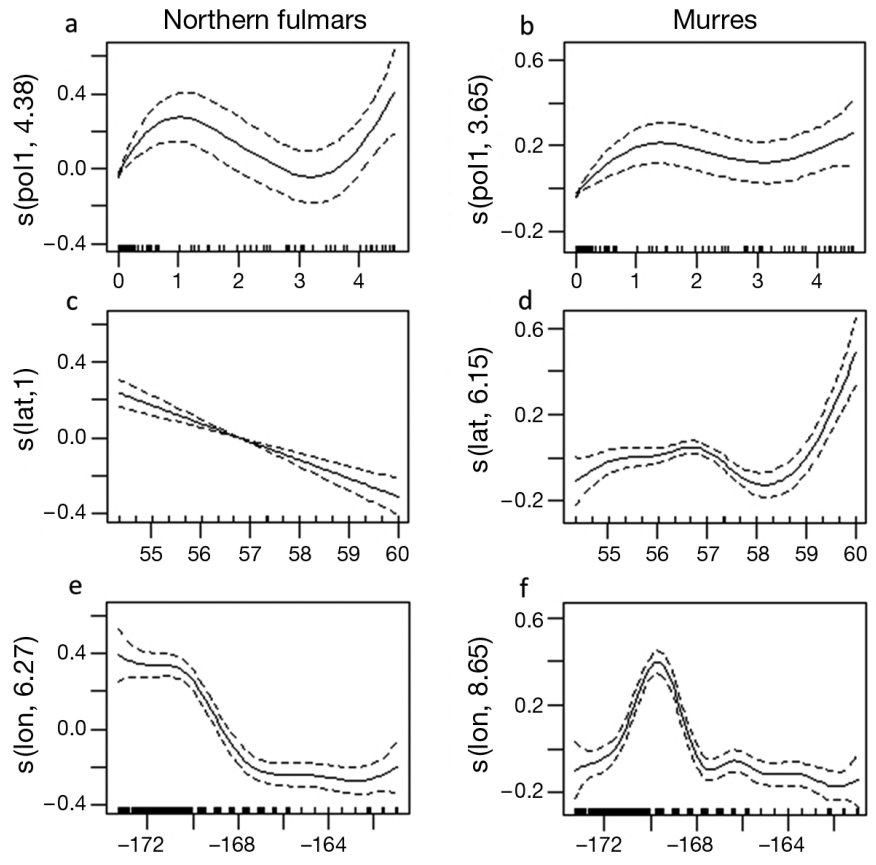 Northern fulmars
Murres
a
b
s(pol1, 4.38)
0.4
0.0
−0.4
0 1 2 3 4
s(pol1, 3.65)
0.6
0.2
−0.2
0 1 2 3 4
c
d
s(lat,1)
0.4
0.0
−0.4
55 56 57 58 59 60
s(lat, 6.15)
0.6
0.2
−0.2
55 56 57 58 59 60
e
f
s(lon, 6.27)
0.4
0.0
−0.4
−172 −168 −164
s(lon, 8.65)
0.6
0.2
−0.2
−172 −168 −164